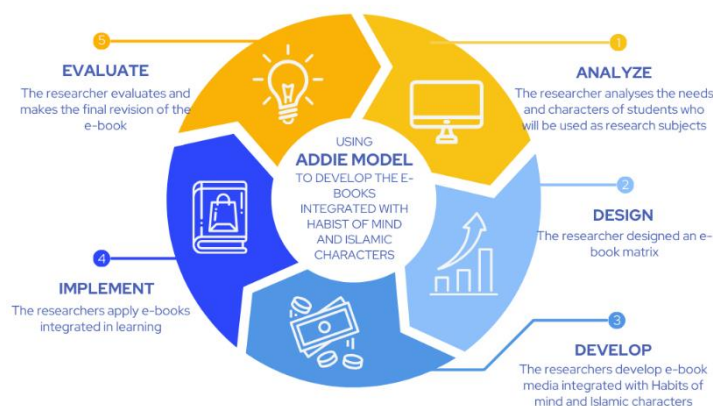 USING
ADDIE MODEL
TO DEVELOP THE E-
BOOKS
INTEGRATED WITH
HABIST OF MIND
AND ISLAMIC
CHARACTERS
1
ANALYZE
The researcher analyses the needs
and characters of students who
will be used as research subjects
2
DESIGN
The researcher designed an e-
book matrix
3
DEVELOP
The researchers develop e-book
media integrated with Habits of
mind and Islamic characters
4
IMPLEMENT
The researchers apply e-books
integrated in learning
5
EVALUATE
The researcher evaluates and
makes the final revision of the
e-book